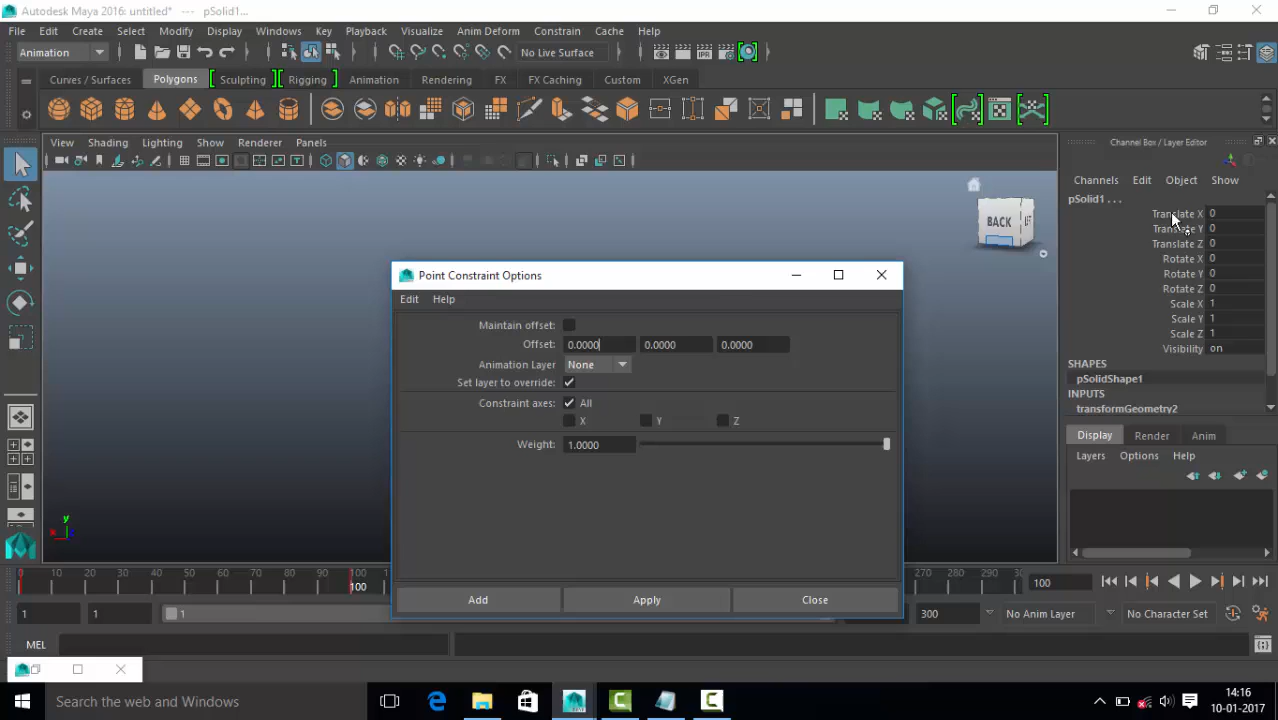 Autodesk Maya 2016: untitled* --- pSolid1...
File Edit Create Select Modify Display Windows Key Playback Visualize Anim Deform Constrain Cache Help
Animation No Live Surface IPR
Curves / Surfaces Polygons Sculpting Rigging Animation Rendering FX FX Caching Custom XGen
View Shading Lighting Show Renderer Panels
Channel Box / Layer Editor
Channels Edit Object Show
pSolid1 . . .
Translate X 0
Translate Y 0
Translate Z 0
Rotate X 0
Rotate Y 0
Rotate Z 0
Scale X 1
Scale Y 1
Scale Z 1
Visibility on
SHAPES
pSolidShape1
INPUTS
transformGeometry2
BACK
Point Constraint Options
Edit Help
Maintain offset:
Offset: 0.0000 0.0000 0.0000
Animation Layer None
Set layer to override:
Constraint axes: All
X Y Z
Weight: 1.0000
Add Apply Close
Display Render Anim
Layers Options Help
y
0 10 20 30 40 50 60 70 80 90 100 270 280 290 100
100
1 1 1 300 No Anim Layer No Character Set
MEL
Search the web and Windows
14:16
10-01-2017